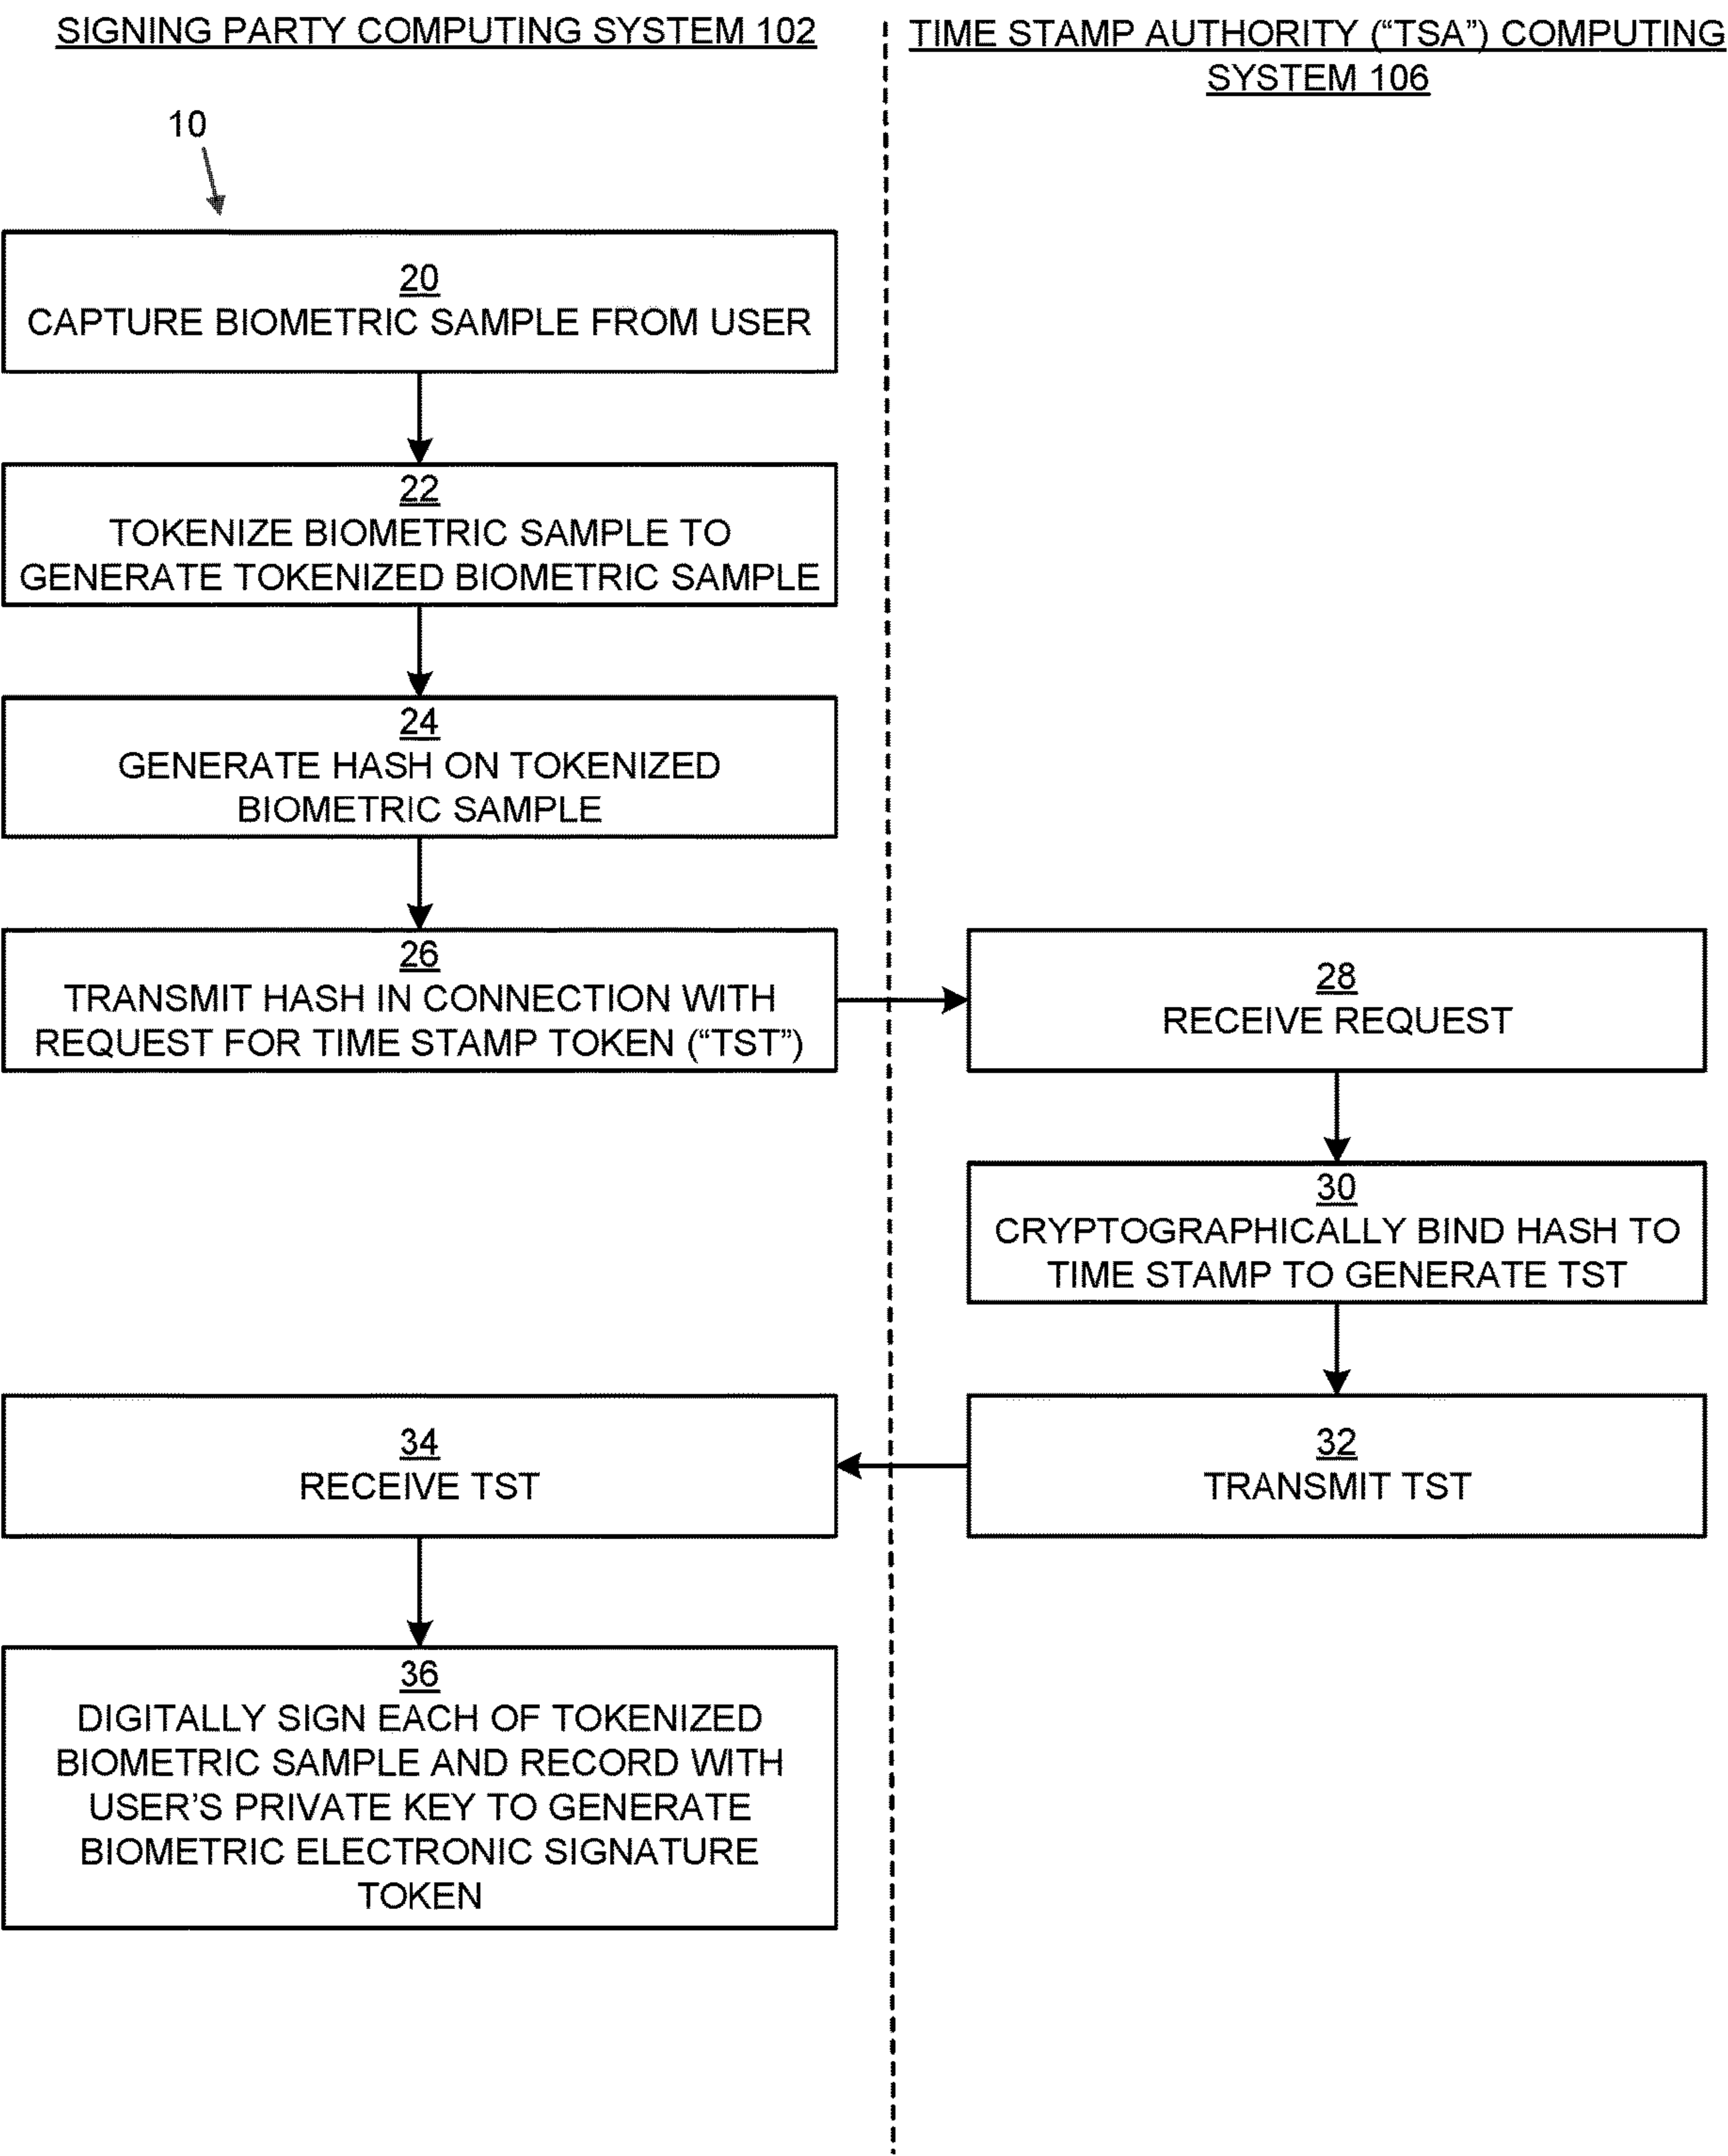 SIGNING PARTY COMPUTING SYSTEM 102
TIME STAMP AUTHORITY (“TSA”) COMPUTING
SYSTEM 106
10
20
CAPTURE BIOMETRIC SAMPLE FROM USER
22
TOKENIZE BIOMETRIC SAMPLE TO
GENERATE TOKENIZED BIOMETRIC SAMPLE
24
GENERATE HASH ON TOKENIZED
BIOMETRIC SAMPLE
26
TRANSMIT HASH IN CONNECTION WITH
REQUEST FOR TIME STAMP TOKEN (“TST”)
28
RECEIVE REQUEST
30
CRYPTOGRAPHICALLY BIND HASH TO
TIME STAMP TO GENERATE TST
32
TRANSMIT TST
34
RECEIVE TST
36
DIGITALLY SIGN EACH OF TOKENIZED
BIOMETRIC SAMPLE AND RECORD WITH
USER’S PRIVATE KEY TO GENERATE
BIOMETRIC ELECTRONIC SIGNATURE
TOKEN